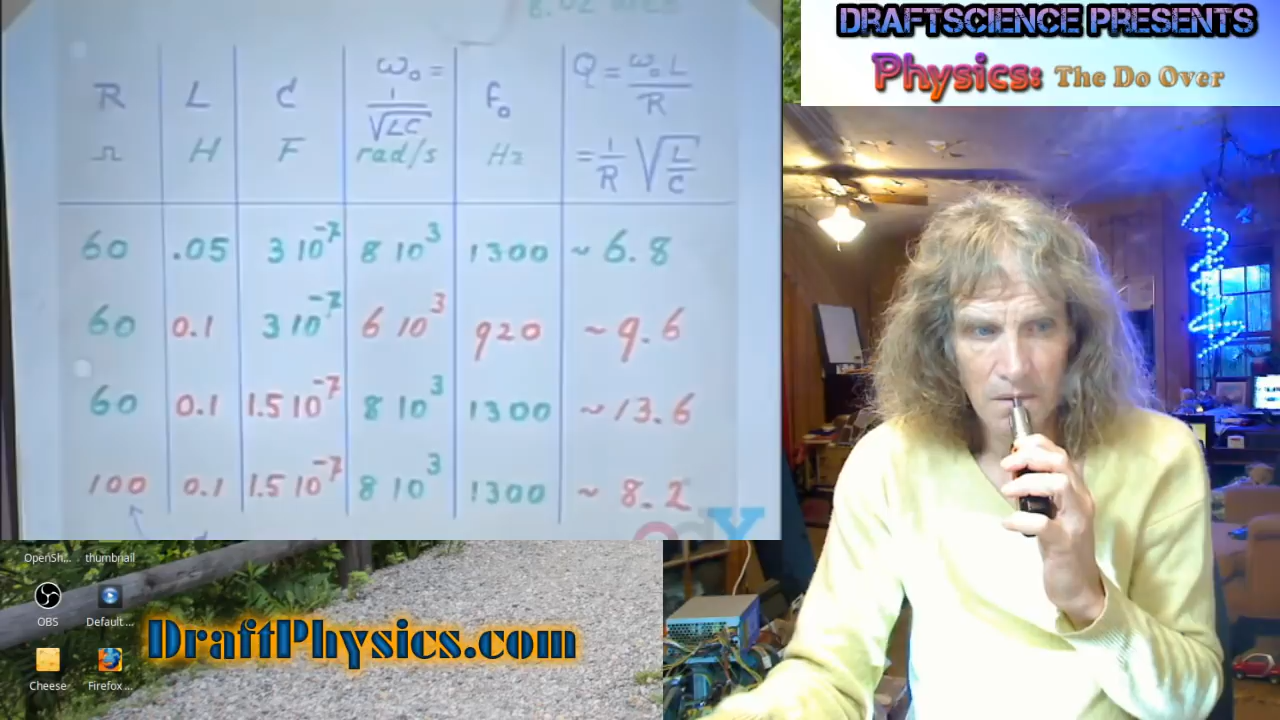 DRAFTSCIENCE PRESENTS
Physics: The Do Over
R L C ω₀ = 1/√LC f₀ Q = ω₀L/R
Ω H F rad/s Hz = 1/R √L/C
60 .05 3 10⁻⁷ 8 10³ 1300 ~ 6.8
60 0.1 3 10⁻⁷ 6 10³ 920 ~ 9.6
60 0.1 1.5 10⁻⁷ 8 10³ 1300 ~ 13.6
100 0.1 1.5 10⁻⁷ 8 10³ 1300 ~ 8.2
OpenSh... thumbnail
OBS Default ...
DraftPhysics.com
Cheese Firefox ...